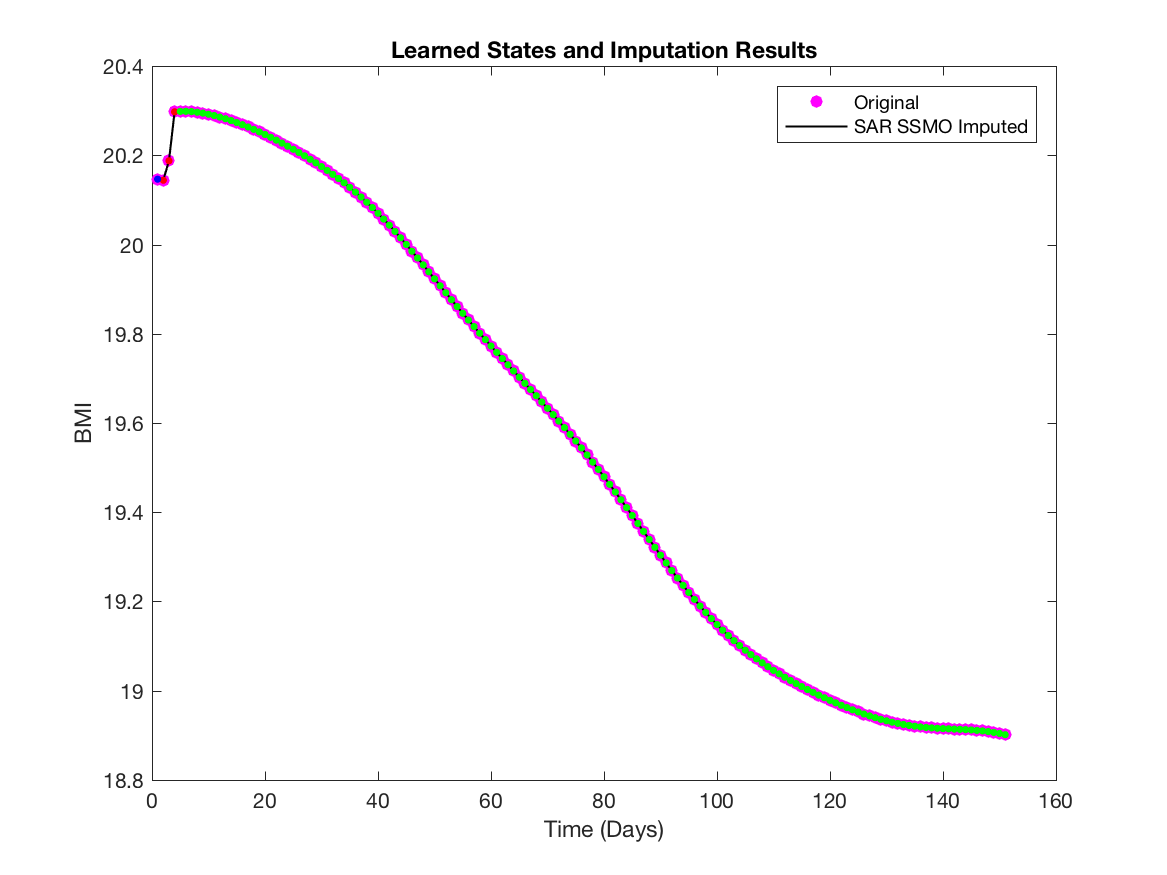 Learned States and Imputation Results
Original
SAR SSMO Imputed
20.4
20.2
20
19.8
19.6
19.4
19.2
19
18.8
BMI
0 20 40 60 80 100 120 140 160
Time (Days)